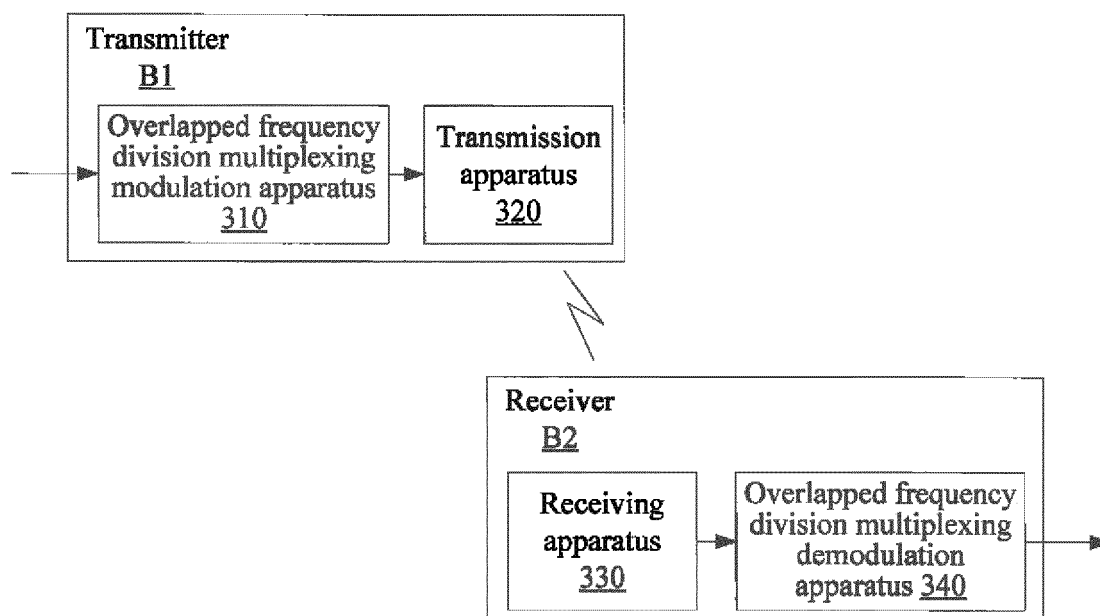 Transmitter
B1
Overlapped frequency
division multiplexing
modulation apparatus
310
Transmission
apparatus
320
Receiver
B2
Receiving
apparatus
330
Overlapped frequency
division multiplexing
demodulation
apparatus 340